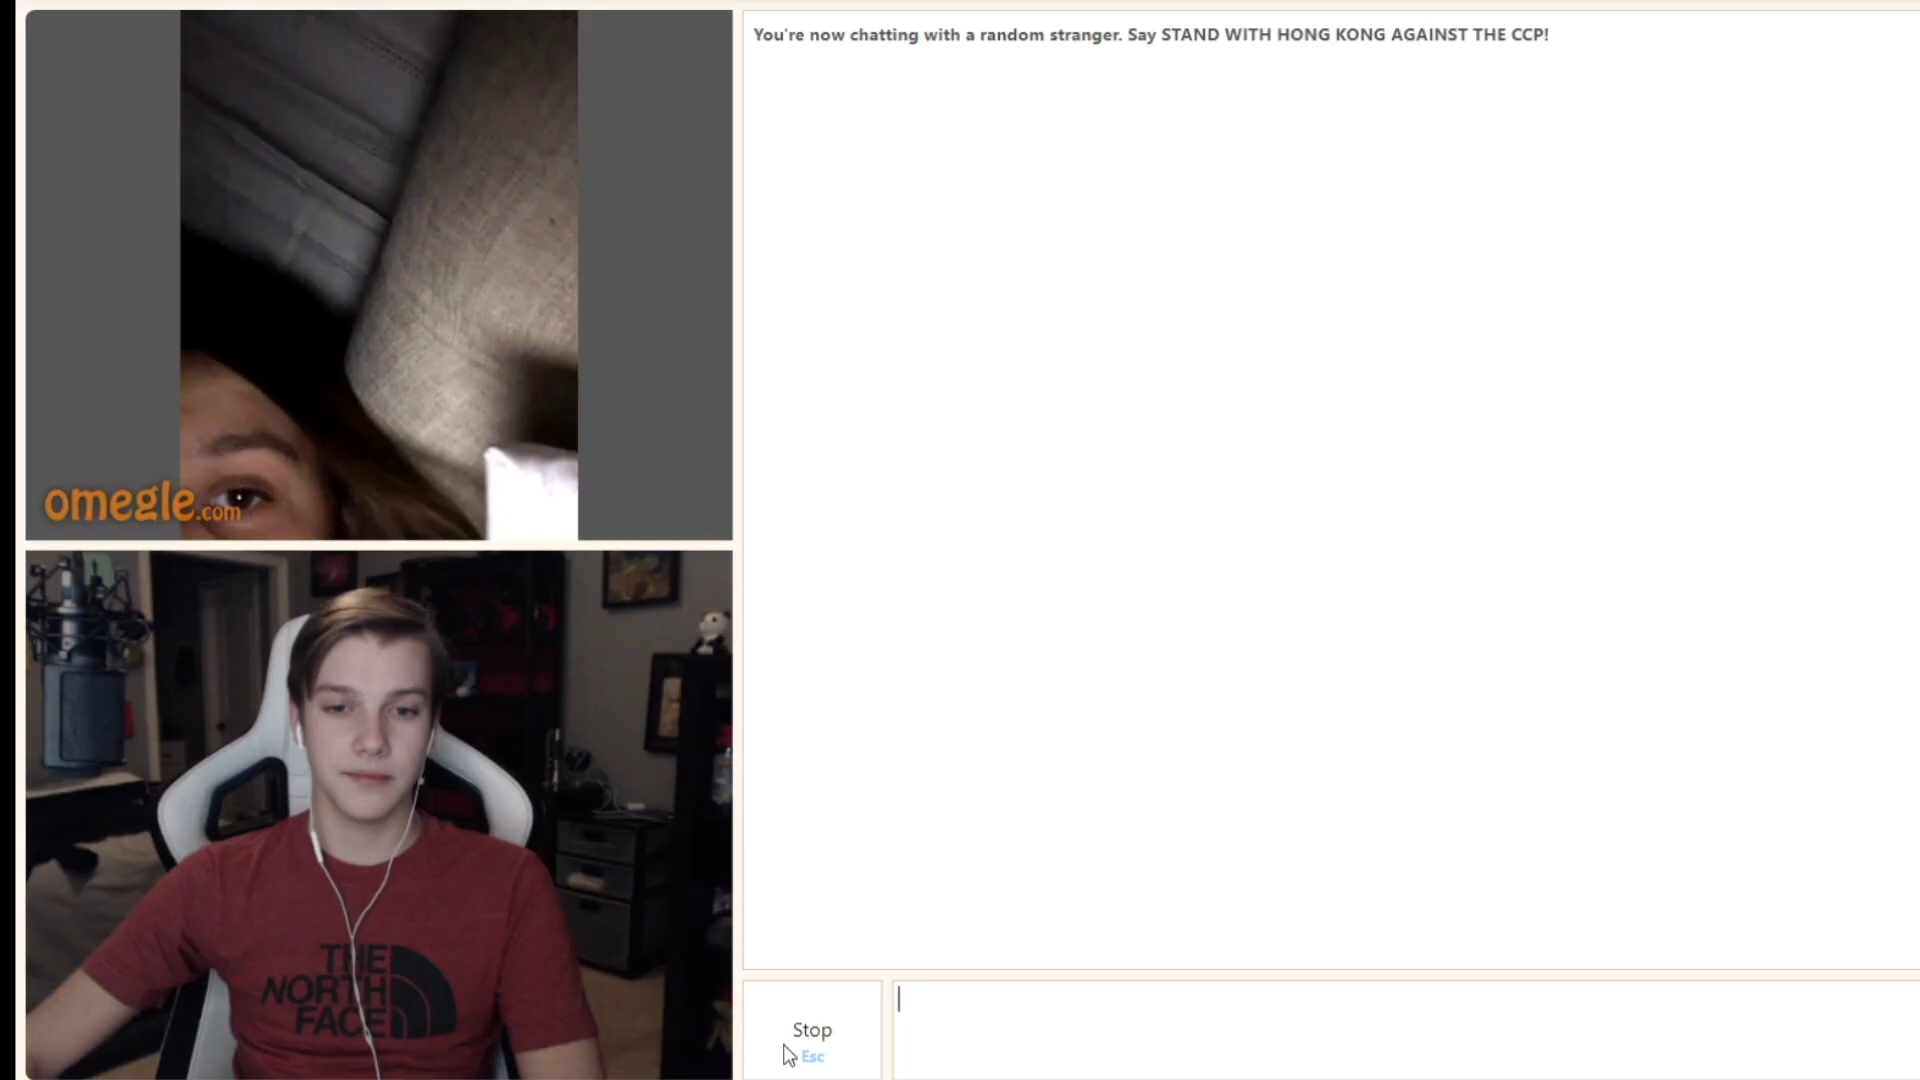 You're now chatting with a random stranger. Say STAND WITH HONG KONG AGAINST THE CCP!
omegle.com
THE
NORTH
FACE
Stop
Esc